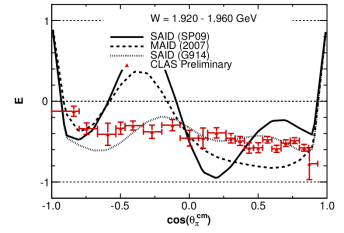 W = 1.920 - 1.960 GeV
1
SAID (SP09)
MAID (2007)
SAID (G914)
CLAS Preliminary
E
0
-1
-1.0 -0.5 0.0 0.5 1.0
cos(θπcm)